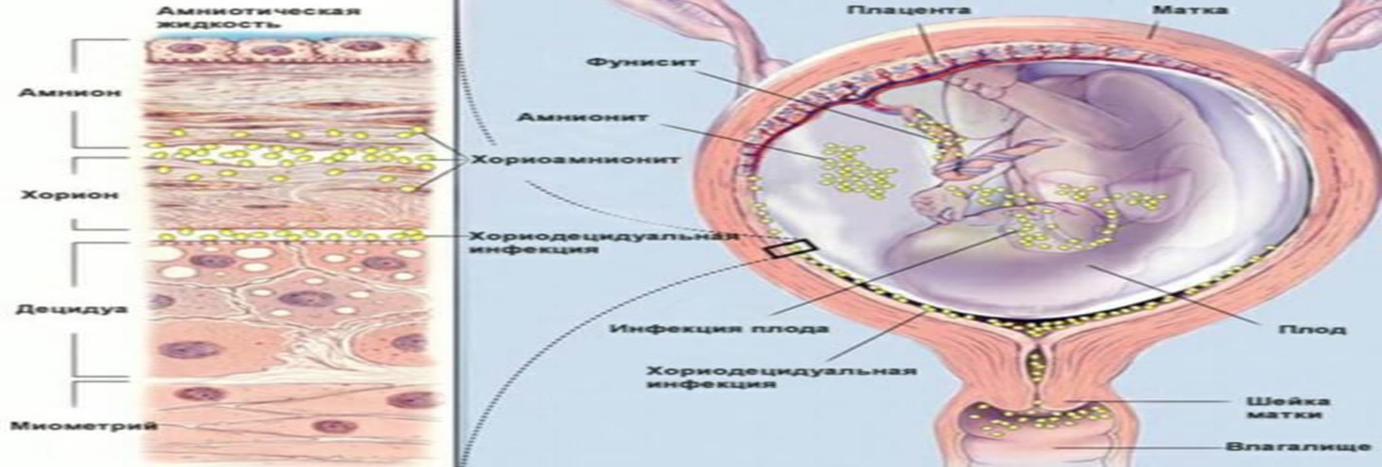 Амниотическая
жидкость
Амнион
Хорион
Децидуа
Миометрий
Хориоамнионит
Хориодецидуальная
инфекция
Плацента
Матка
Фунисит
Амнионит
Инфекция плода
Плод
Хориодецидуальная
инфекция
Шейка
матки
Влагалище